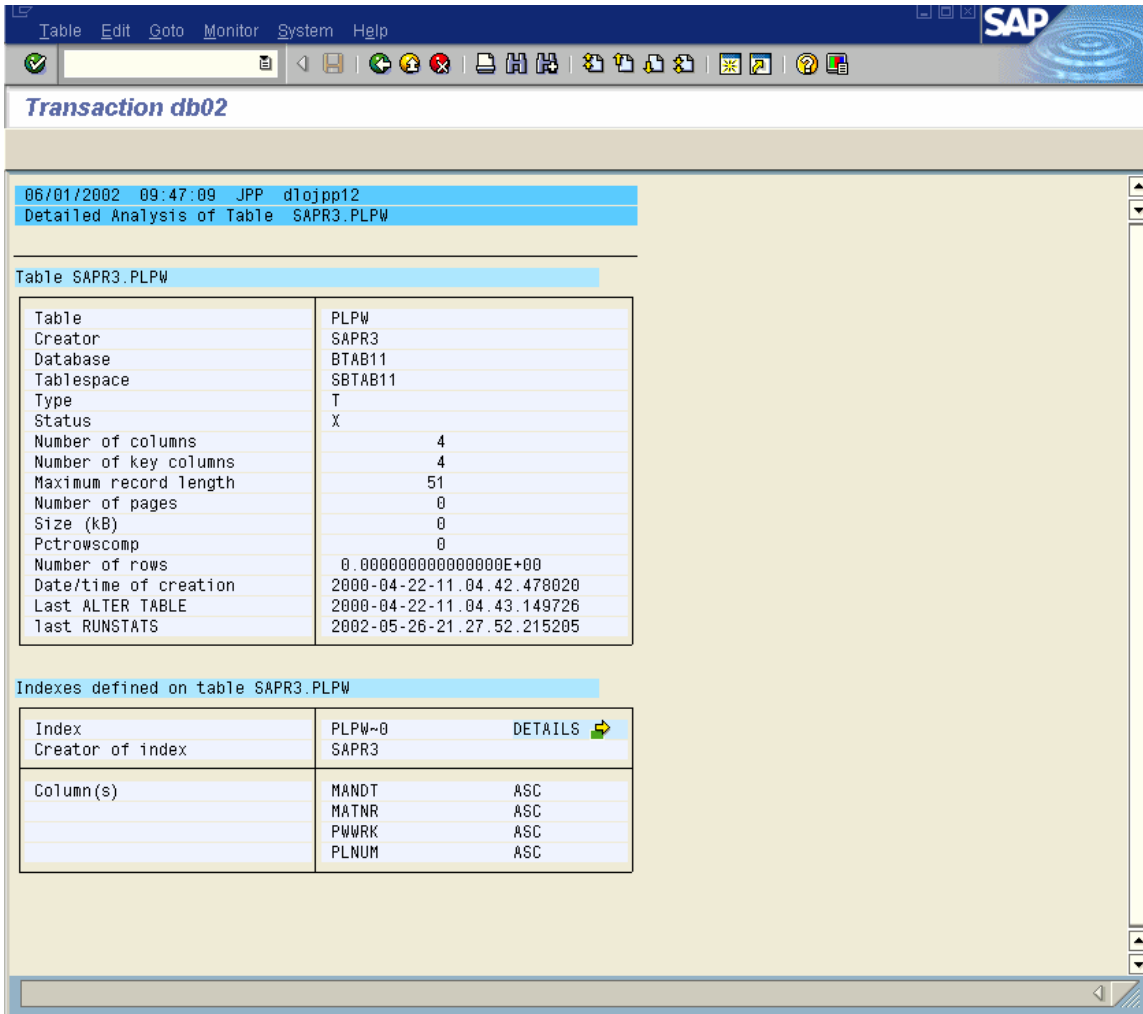 Table Edit Goto Monitor System Help
SAP
Transaction db02
06/01/2002 09:47:09 JPP dlojpp12
Detailed Analysis of Table SAPR3.PLPW
Table SAPR3.PLPW
Table PLPW
Creator SAPR3
Database BTAB11
Tablespace SBTAB11
Type T
Status X
Number of columns 4
Number of key columns 4
Maximum record length 51
Number of pages 0
Size (kB) 0
Pctrowscomp 0
Number of rows 0.000000000000000E+00
Date/time of creation 2000-04-22-11.04.42.478020
Last ALTER TABLE 2000-04-22-11.04.43.149726
last RUNSTATS 2002-05-26-21.27.52.215205
Indexes defined on table SAPR3.PLPW
Index PLPW~0 DETAILS
Creator of index SAPR3
Column(s) MANDT ASC
MATNR ASC
PWWRK ASC
PLNUM ASC